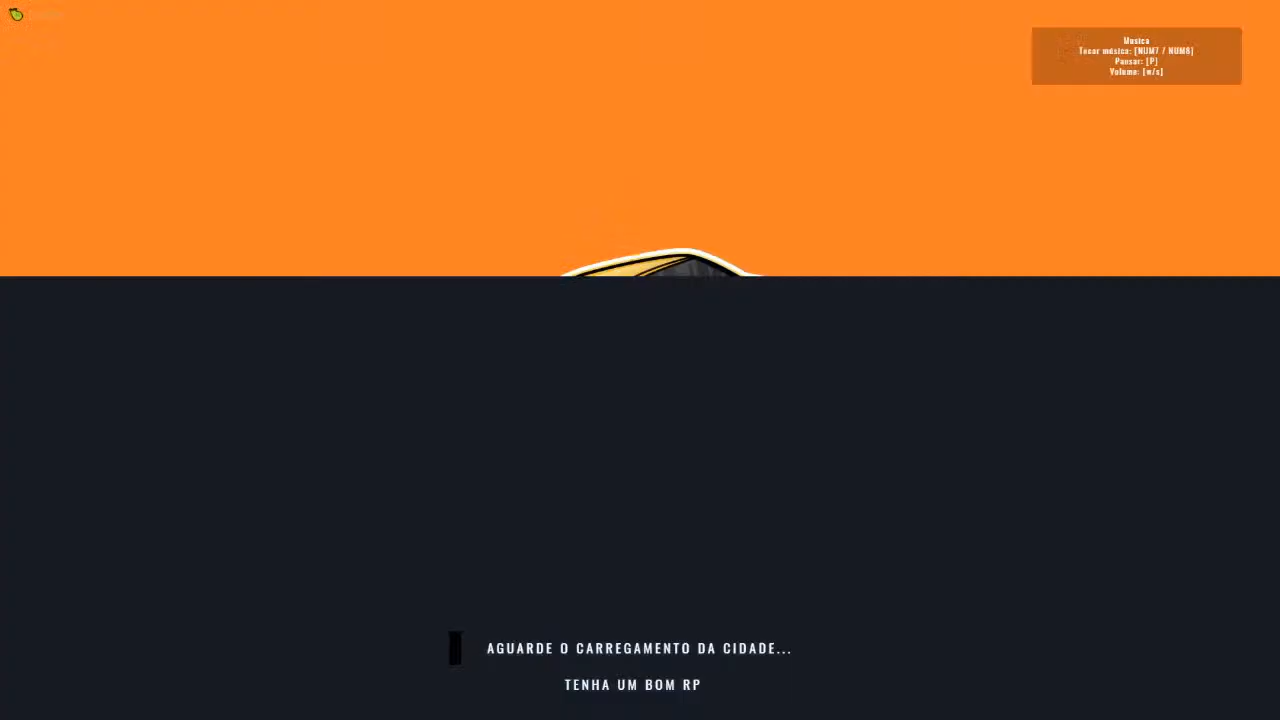 Musica
Tocar música: [NUM7 / NUM8]
Pausar: [P]
Volume: [w/s]
AGUARDE O CARREGAMENTO DA CIDADE...
TENHA UM BOM RP